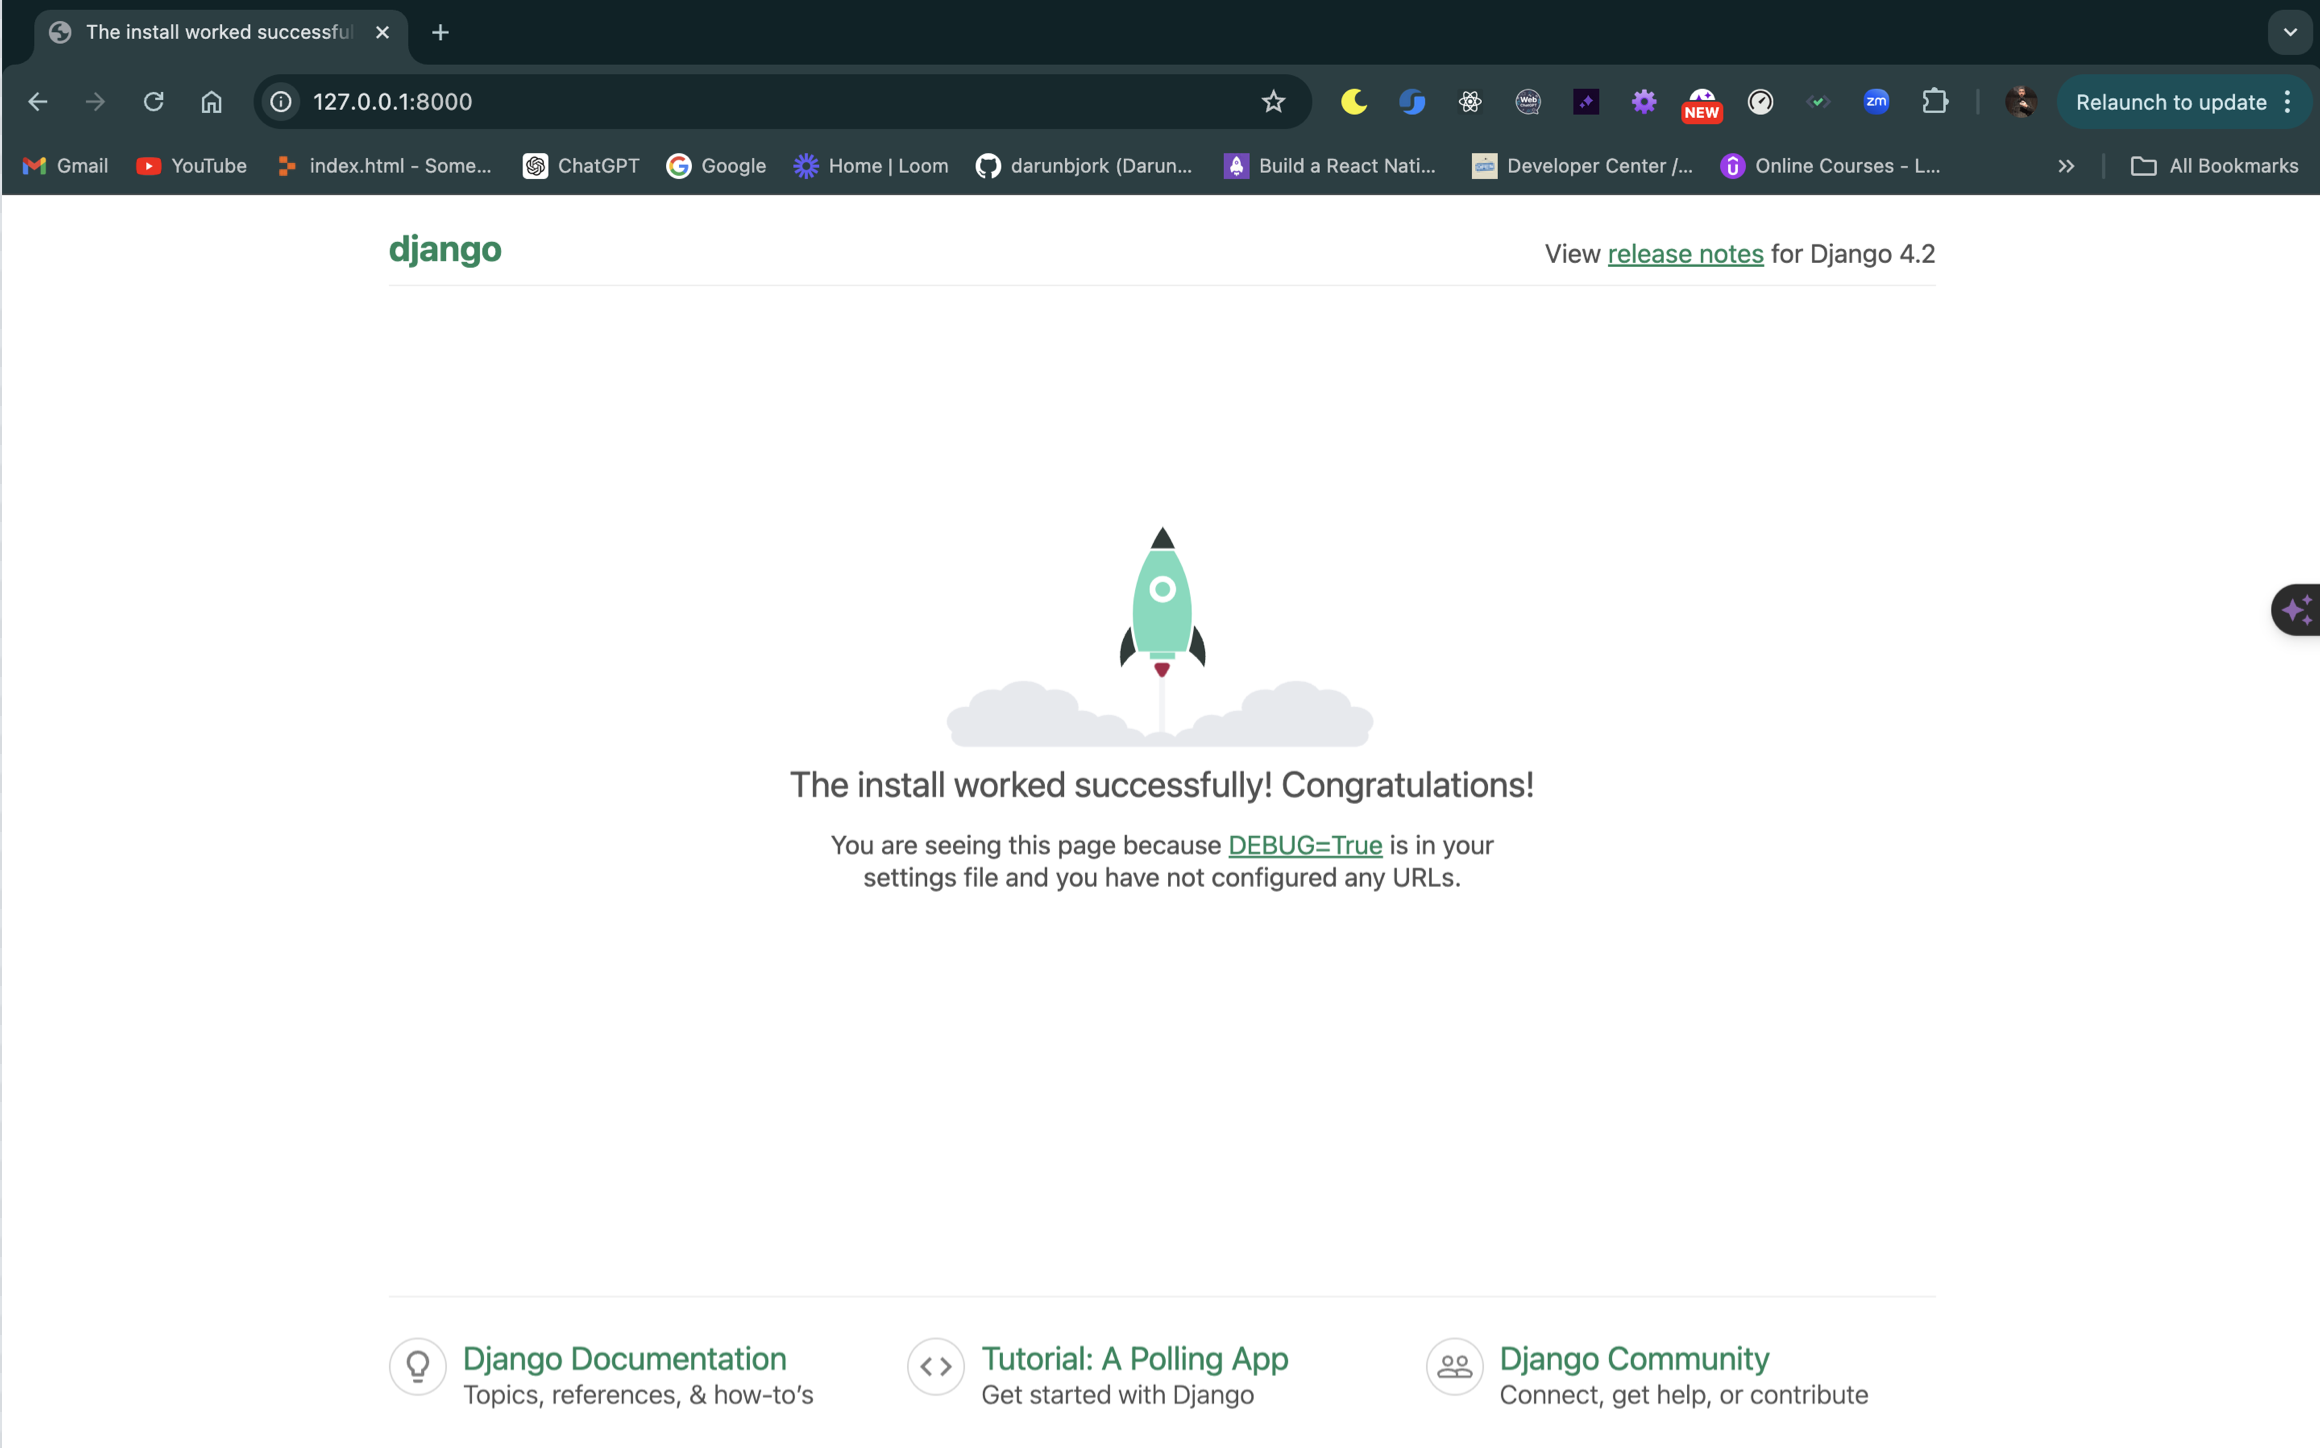 The install worked successful
127.0.0.1:8000
NEW
zm
Relaunch to update
Gmail
YouTube
index.html - Some...
ChatGPT
Google
Home | Loom
darunbjork (Darun...
Build a React Nati...
Developer Center /...
Online Courses - L...
All Bookmarks
django
View release notes for Django 4.2
The install worked successfully! Congratulations!
You are seeing this page because DEBUG=True is in your
settings file and you have not configured any URLs.
Django Documentation
Topics, references, & how-to’s
Tutorial: A Polling App
Get started with Django
Django Community
Connect, get help, or contribute